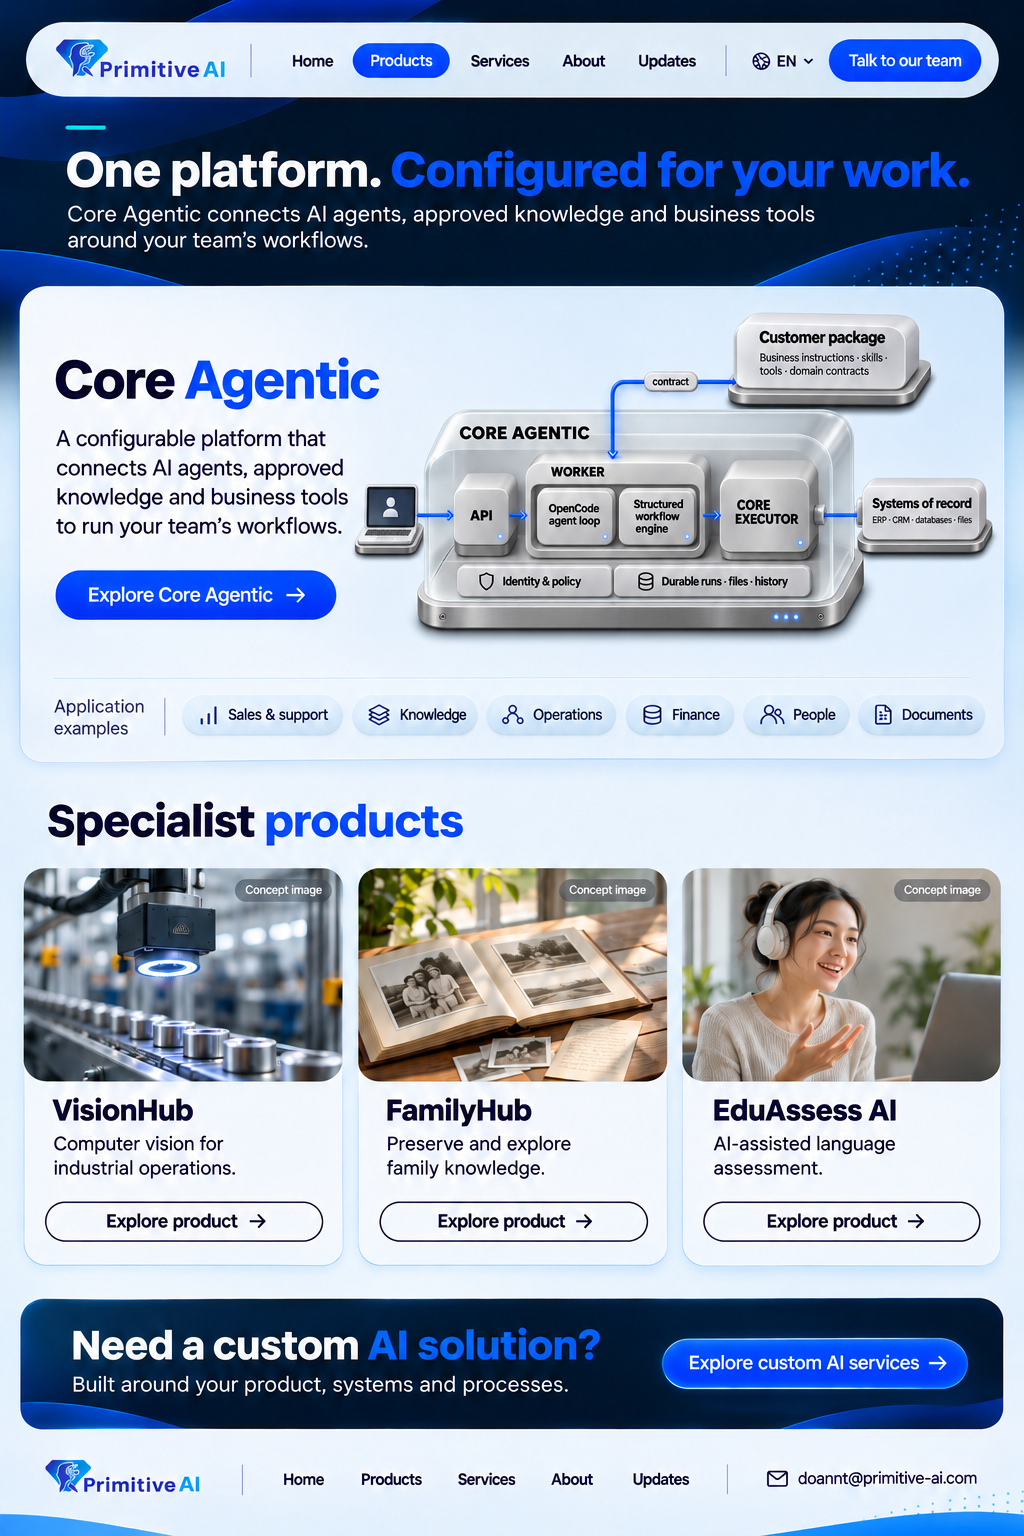 Primitive AI
Home
Products
Services
About
Updates
EN
Talk to our team
One platform. Configured for your work.
Core Agentic connects AI agents, approved knowledge and business tools
around your team's workflows.
Core Agentic
A configurable platform that
connects AI agents, approved
knowledge and business tools
to run your team's workflows.
Explore Core Agentic →
Customer package
Business instructions · skills ·
tools · domain contracts
contract
CORE AGENTIC
WORKER
API
OpenCode
agent loop
Structured
workflow
engine
CORE
EXECUTOR
Systems of record
ERP · CRM · databases · files
Identity & policy
Durable runs · files · history
Application
examples
Sales & support
Knowledge
Operations
Finance
People
Documents
Specialist products
Concept image
Concept image
Concept image
VisionHub
Computer vision for
industrial operations.
Explore product →
FamilyHub
Preserve and explore
family knowledge.
Explore product →
EduAssess AI
AI-assisted language
assessment.
Explore product →
Need a custom AI solution?
Built around your product, systems and processes.
Explore custom AI services →
Primitive AI
Home
Products
Services
About
Updates
doannt@primitive-ai.com